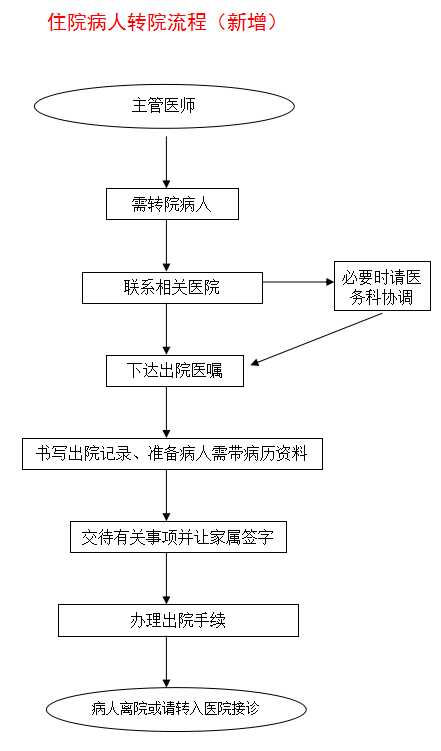 住院病人转院流程（新增）
主管医师
需转院病人
联系相关医院
必要时请医
务科协调
下达出院医嘱
书写出院记录、准备病人需带病历资料
交待有关事项并让家属签字
办理出院手续
病人离院或请转入医院接诊